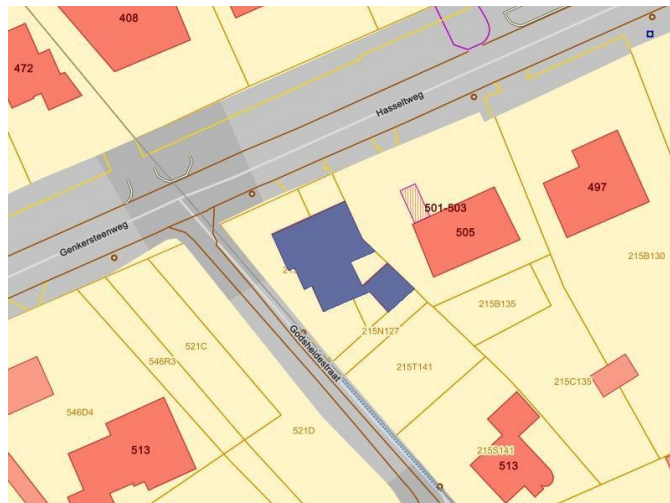 408
472
Hasseltweg
501-503
497
505
Genkersteenweg
215B130
215B135
215N127
Godsheidestraat
521C
546R3
215T141
215C135
546D4
521D
513
215S141
513